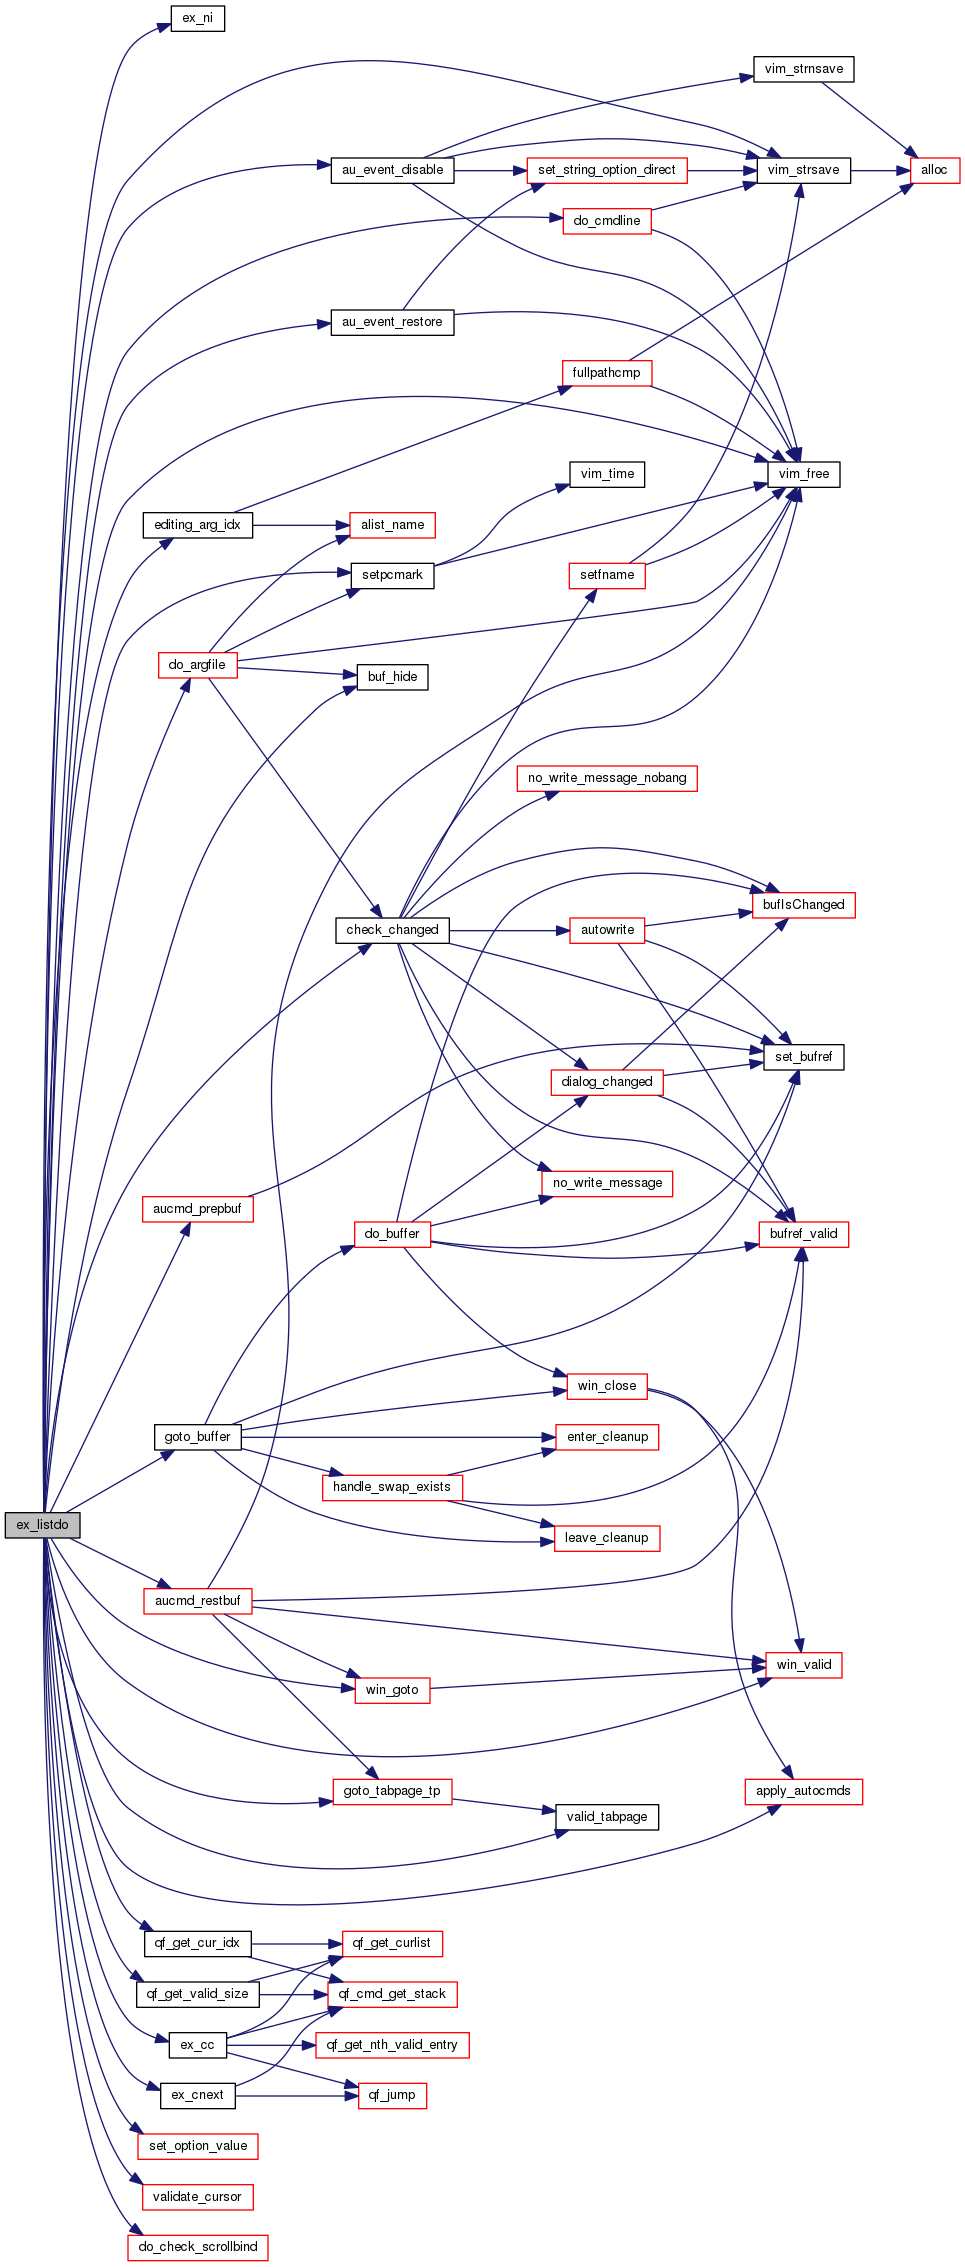 ex_ni
vim_strnsave
au_event_disable
set_string_option_direct
vim_strsave
alloc
do_cmdline
au_event_restore
fullpathcmp
vim_time
vim_free
editing_arg_idx
alist_name
setpcmark
setfname
do_argfile
buf_hide
no_write_message_nobang
bufIsChanged
check_changed
autowrite
set_bufref
dialog_changed
no_write_message
aucmd_prepbuf
do_buffer
bufref_valid
win_close
goto_buffer
enter_cleanup
handle_swap_exists
ex_listdo
leave_cleanup
aucmd_restbuf
win_valid
win_goto
goto_tabpage_tp
apply_autocmds
valid_tabpage
qf_get_cur_idx
qf_get_curlist
qf_get_valid_size
qf_cmd_get_stack
ex_cc
qf_get_nth_valid_entry
ex_cnext
qf_jump
set_option_value
validate_cursor
do_check_scrollbind